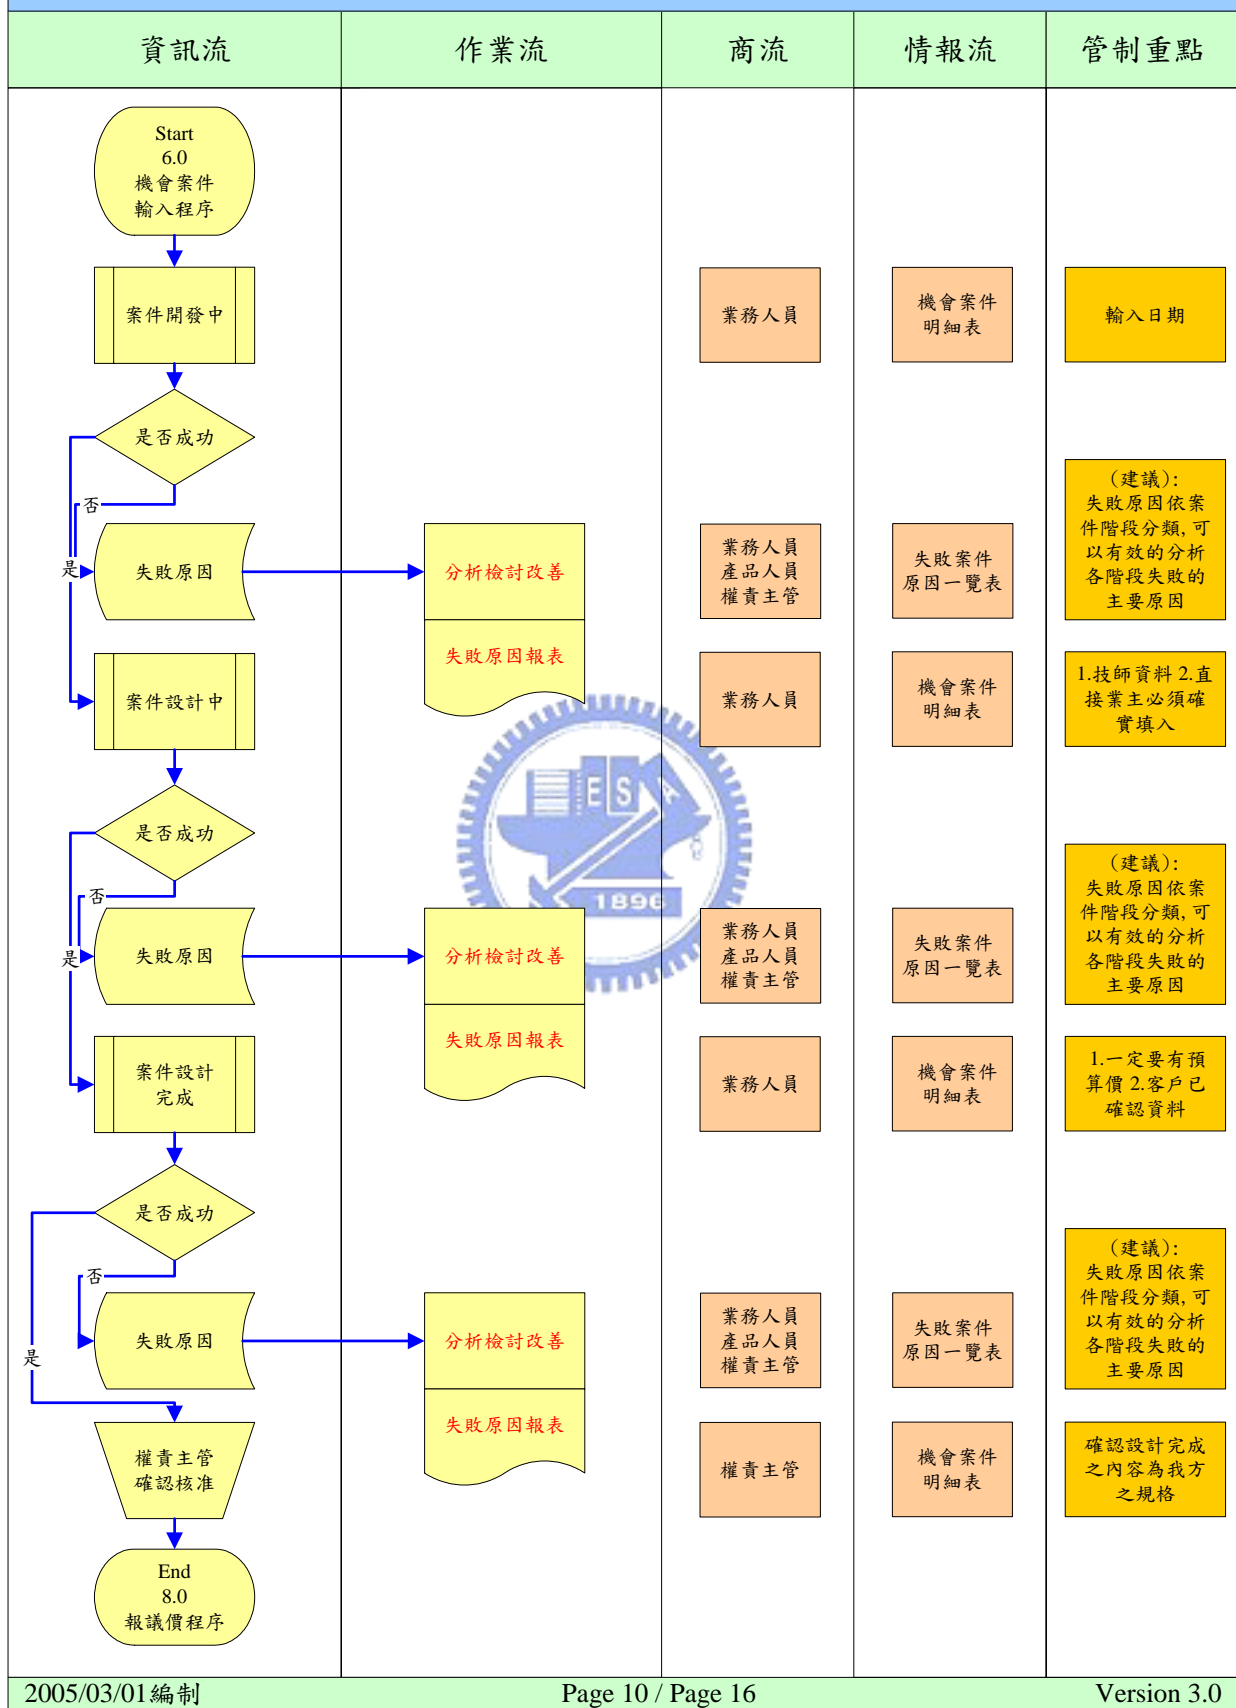 資訊流
作業流
商流
情報流
管制重點
Start
6.0
機會案件
輸入程序
案件開發中
業務人員
機會案件
明細表
輸入日期
是否成功
否
是
失敗原因
分析檢討改善
失敗原因報表
業務人員
產品人員
權責主管
失敗案件
原因一覽表
(建議):
失敗原因依案
件階段分類,可
以有效的分析
各階段失敗的
主要原因
案件設計中
業務人員
機會案件
明細表
1.技師資料 2.直
接業主必須確
實填入
ES
1896
是否成功
否
是
失敗原因
分析檢討改善
失敗原因報表
業務人員
產品人員
權責主管
失敗案件
原因一覽表
(建議):
失敗原因依案
件階段分類,可
以有效的分析
各階段失敗的
主要原因
案件設計
完成
業務人員
機會案件
明細表
1.一定要有預
算價 2.客戶已
確認資料
是否成功
否
是
失敗原因
分析檢討改善
失敗原因報表
業務人員
產品人員
權責主管
失敗案件
原因一覽表
(建議):
失敗原因依案
件階段分類,可
以有效的分析
各階段失敗的
主要原因
權責主管
確認核准
權責主管
機會案件
明細表
確認設計完成
之內容為我方
之規格
End
8.0
報議價程序
2005/03/01編制
Page 10 / Page 16
Version 3.0